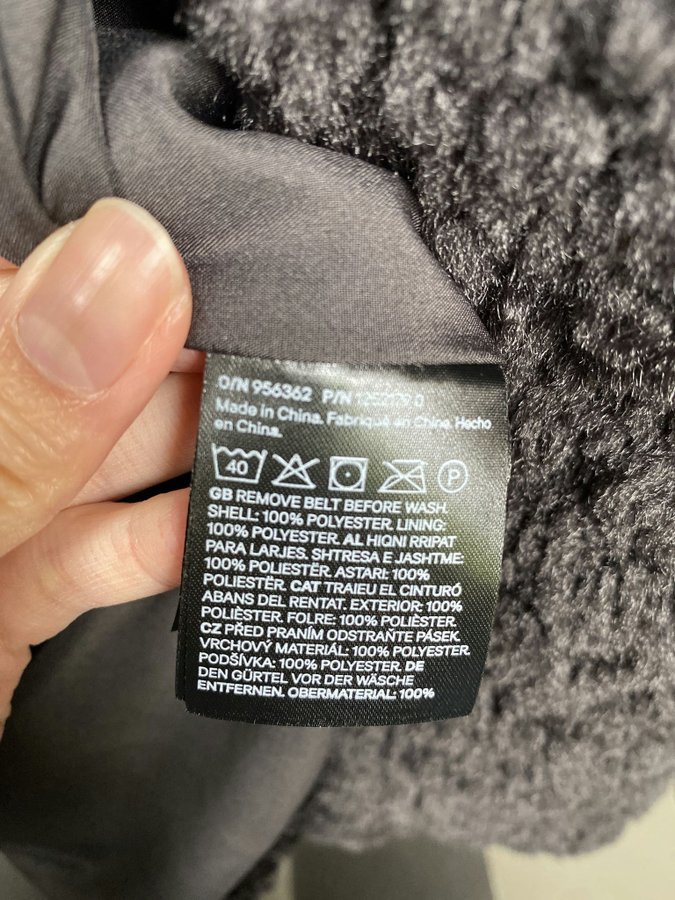 O/N 956362 P/N
Made in China. Fabriqué en Chine. Hecho
en China.
40 P
GB REMOVE BELT BEFORE WASH.
SHELL: 100% POLYESTER. LINING:
100% POLYESTER. AL HIQNI RRIPAT
PARA LARJES. SHTRESA E JASHTME:
100% POLIESTËR. ASTARI: 100%
POLIESTËR. CAT TRAIEU EL CINTURÓ
ABANS DEL RENTAT. EXTERIOR: 100%
POLIÈSTER. FOLRE: 100% POLIÈSTER.
CZ PŘED PRANÍM ODSTRAŇTE PÁSEK.
VRCHOVÝ MATERIÁL: 100% POLYESTER.
PODŠÍVKA: 100% POLYESTER. DE
DEN GÜRTEL VOR DER WÄSCHE
ENTFERNEN. OBERMATERIAL: 100%